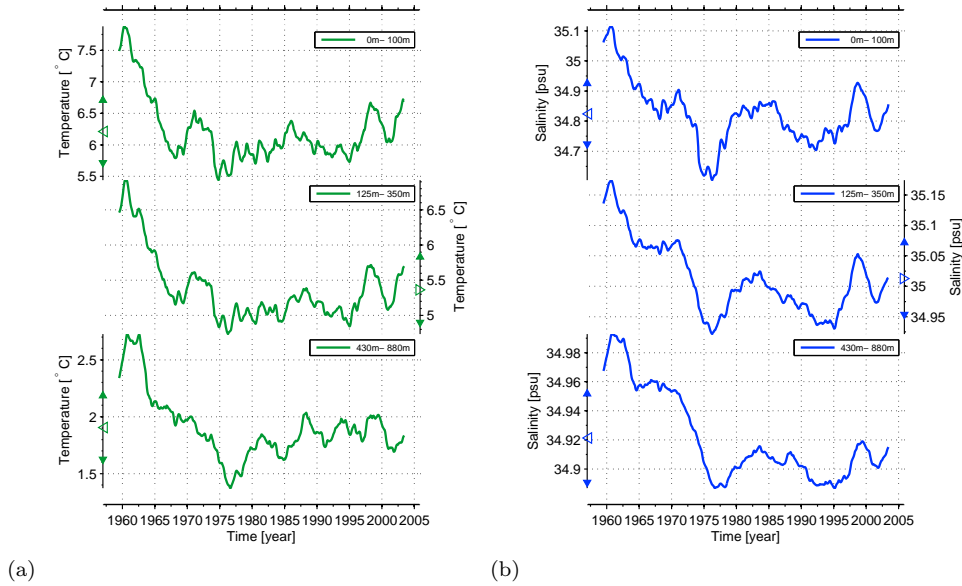 0m− 100m
7.5
7
6.5
6
5.5
Temperature [ ° C]
125m− 350m
6.5
6
5.5
5
Temperature [ ° C]
430m− 880m
2.5
2
1.5
Temperature [ ° C]
1960 1965 1970 1975 1980 1985 1990 1995 2000 2005
Time [year]
(a)
0m− 100m
35.1
35
34.9
34.8
34.7
Salinity [psu]
125m− 350m
35.15
35.1
35.05
35
34.95
Salinity [psu]
430m− 880m
34.98
34.96
34.94
34.92
34.9
Salinity [psu]
1960 1965 1970 1975 1980 1985 1990 1995 2000 2005
Time [year]
(b)